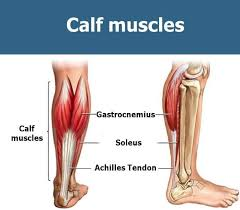 Calf muscles
Gastrocnemius
Calf
muscles
Soleus
Achilles Tendon